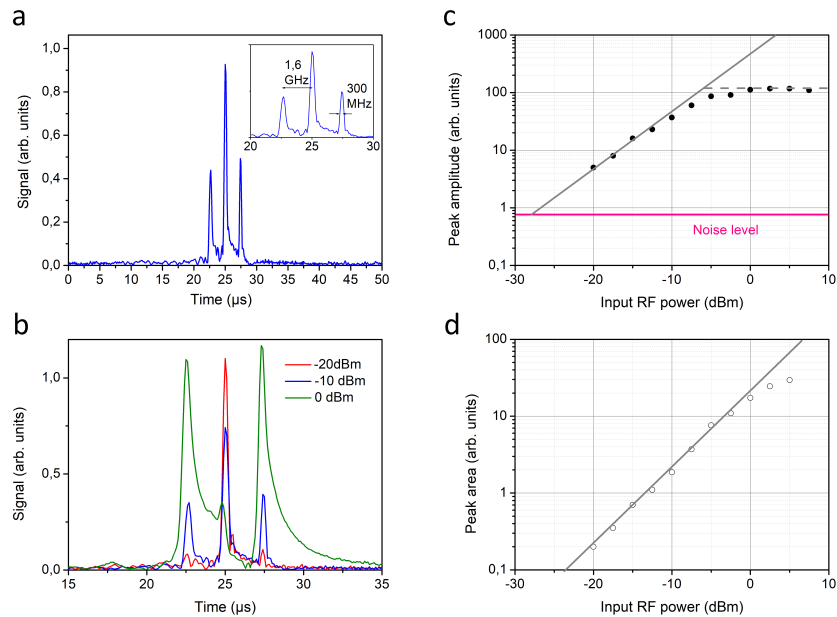 a
Signal (arb. units)
1,0
0,8
0,6
0,4
0,2
0,0
0 5 10 15 20 25 30 35 40 45 50
Time (µs)
1,6
GHz
300
MHz
20 25 30
b
Signal (arb. units)
1,0
0,5
0,0
15 20 25 30 35
Time (µs)
-20dBm
-10 dBm
0 dBm
c
Peak amplitude (arb. units)
1000
100
10
1
0,1
Noise level
-30 -20 -10 0 10
Input RF power (dBm)
d
Peak area (arb. units)
100
10
1
0,1
-30 -20 -10 0 10
Input RF power (dBm)